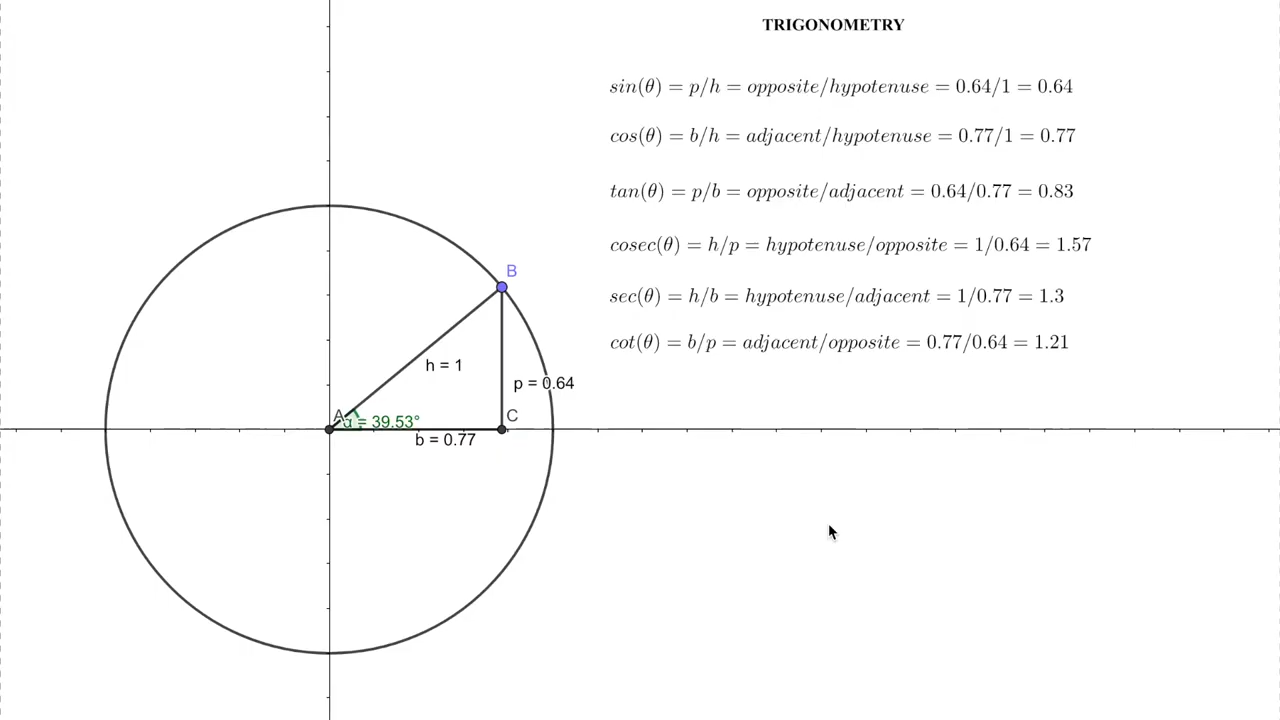 TRIGONOMETRY
sin(θ) = p/h = opposite/hypotenuse = 0.64/1 = 0.64
cos(θ) = b/h = adjacent/hypotenuse = 0.77/1 = 0.77
tan(θ) = p/b = opposite/adjacent = 0.64/0.77 = 0.83
cosec(θ) = h/p = hypotenuse/opposite = 1/0.64 = 1.57
sec(θ) = h/b = hypotenuse/adjacent = 1/0.77 = 1.3
cot(θ) = b/p = adjacent/opposite = 0.77/0.64 = 1.21
B
h = 1
p = 0.64
A
C
α = 39.53°
b = 0.77